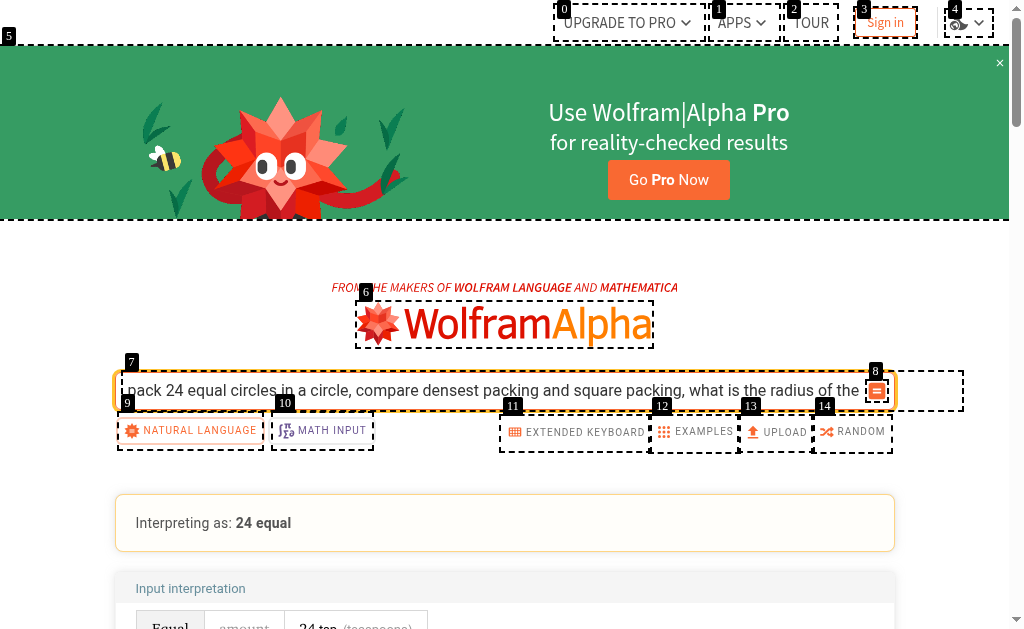 0 UPGRADE TO PRO 1 APPS 2 TOUR 3 Sign in 4
5
×
Use Wolfram|Alpha Pro
for reality-checked results
Go Pro Now
FROM THE MAKERS OF WOLFRAM LANGUAGE AND MATHEMATICA
6
WolframAlpha
7 8
pack 24 equal circles in a circle, compare densest packing and square packing, what is the radius of the
9 10 11 12 13 14
NATURAL LANGUAGE MATH INPUT EXTENDED KEYBOARD EXAMPLES UPLOAD RANDOM
Interpreting as: 24 equal
Input interpretation
Equal amount 24 tsp (teaspoons)